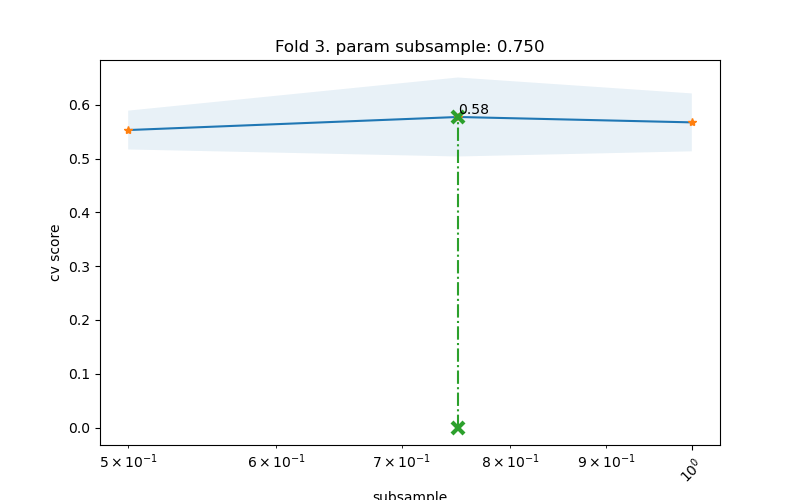 Fold 3. param subsample: 0.750
cv score
0.6
0.5
0.4
0.3
0.2
0.1
0.0
0.58
5 × 10⁻¹
6 × 10⁻¹
7 × 10⁻¹
8 × 10⁻¹
9 × 10⁻¹
10⁰
subsample